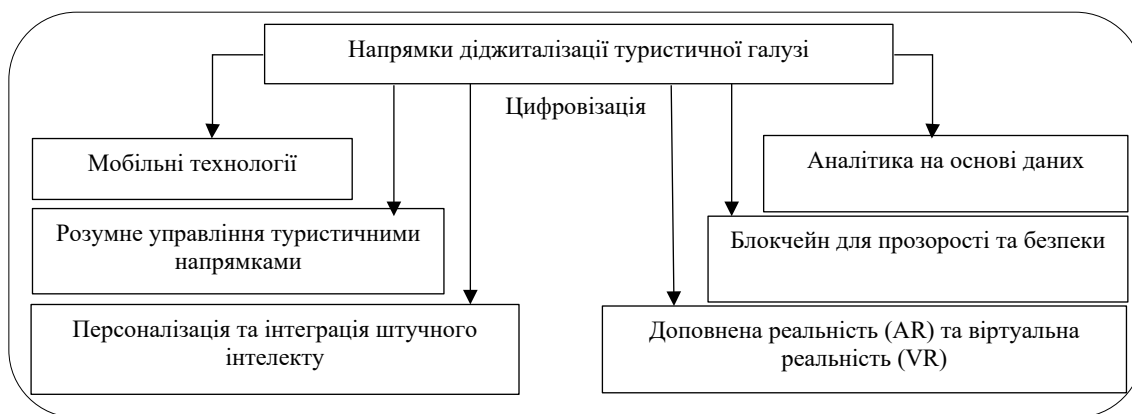 Напрямки діджиталізації туристичної галузі
Цифровізація
Мобільні технології
Аналітика на основі даних
Розумне управління туристичними
напрямками
Блокчейн для прозорості та безпеки
Персоналізація та інтеграція штучного
інтелекту
Доповнена реальність (AR) та віртуальна
реальність (VR)